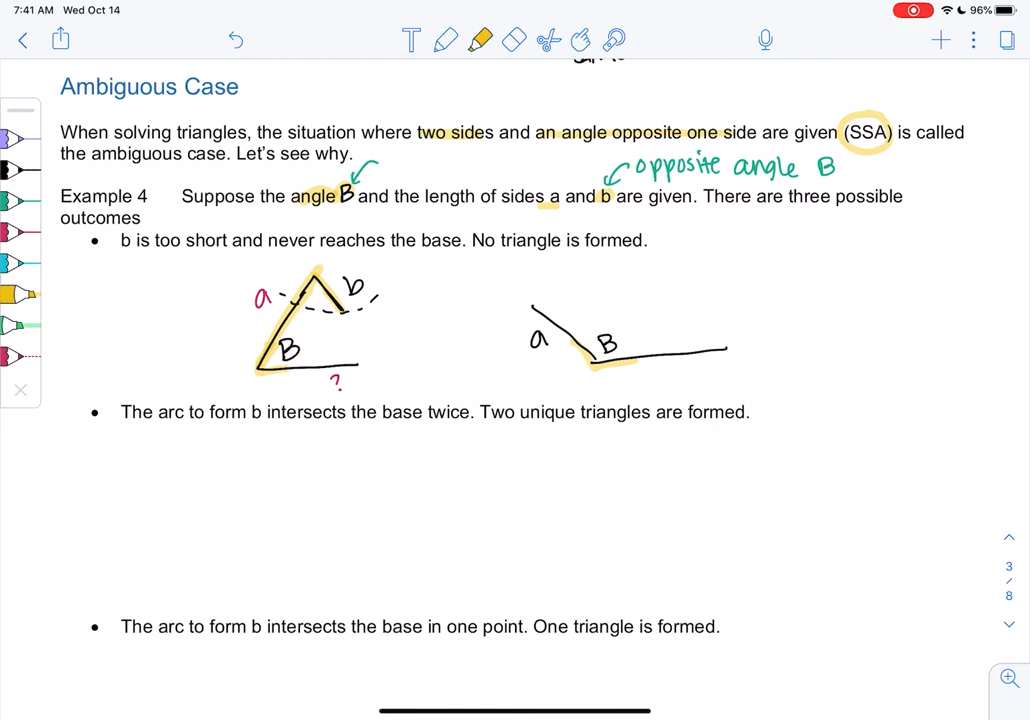 7:41 AM Wed Oct 14
96%
T
Ambiguous Case
When solving triangles, the situation where two sides and an angle opposite one side are given (SSA) is called
the ambiguous case. Let's see why.
opposite angle B
Example 4 Suppose the angle B and the length of sides a and b are given. There are three possible
outcomes
• b is too short and never reaches the base. No triangle is formed.
a b
B
?
a B
• The arc to form b intersects the base twice. Two unique triangles are formed.
3
/
8
• The arc to form b intersects the base in one point. One triangle is formed.